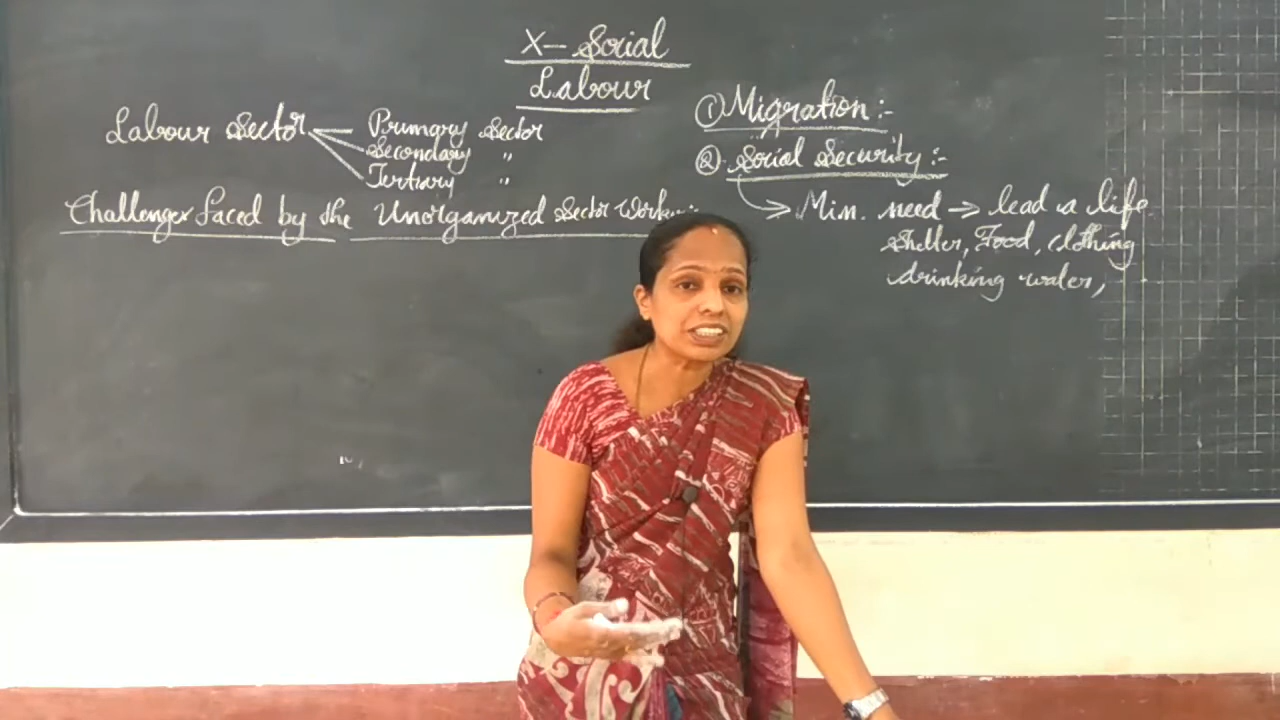 X- Social
Labour
Labour Sector
Primary Sector
Secondary "
Tertiary "
Challenges faced by the Unorganized Sector
① Migration :-
② Social Security :-
→ Min. need → lead a life
shelter, Food, clothing
drinking water,